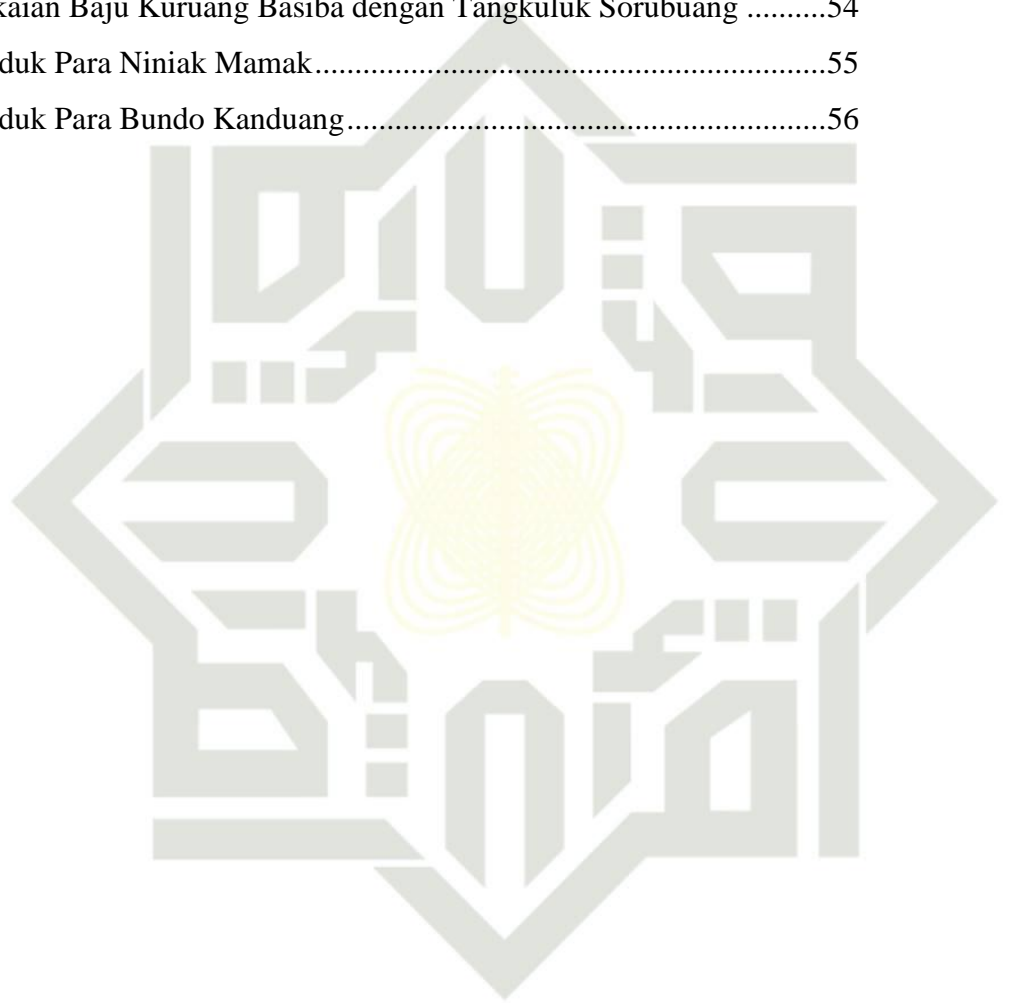 kaian Baju Kuruang Basiba dengan Tangkuluk Sorubuang ..........54
duk Para Niniak Mamak................................................................55
duk Para Bundo Kanduang............................................................56